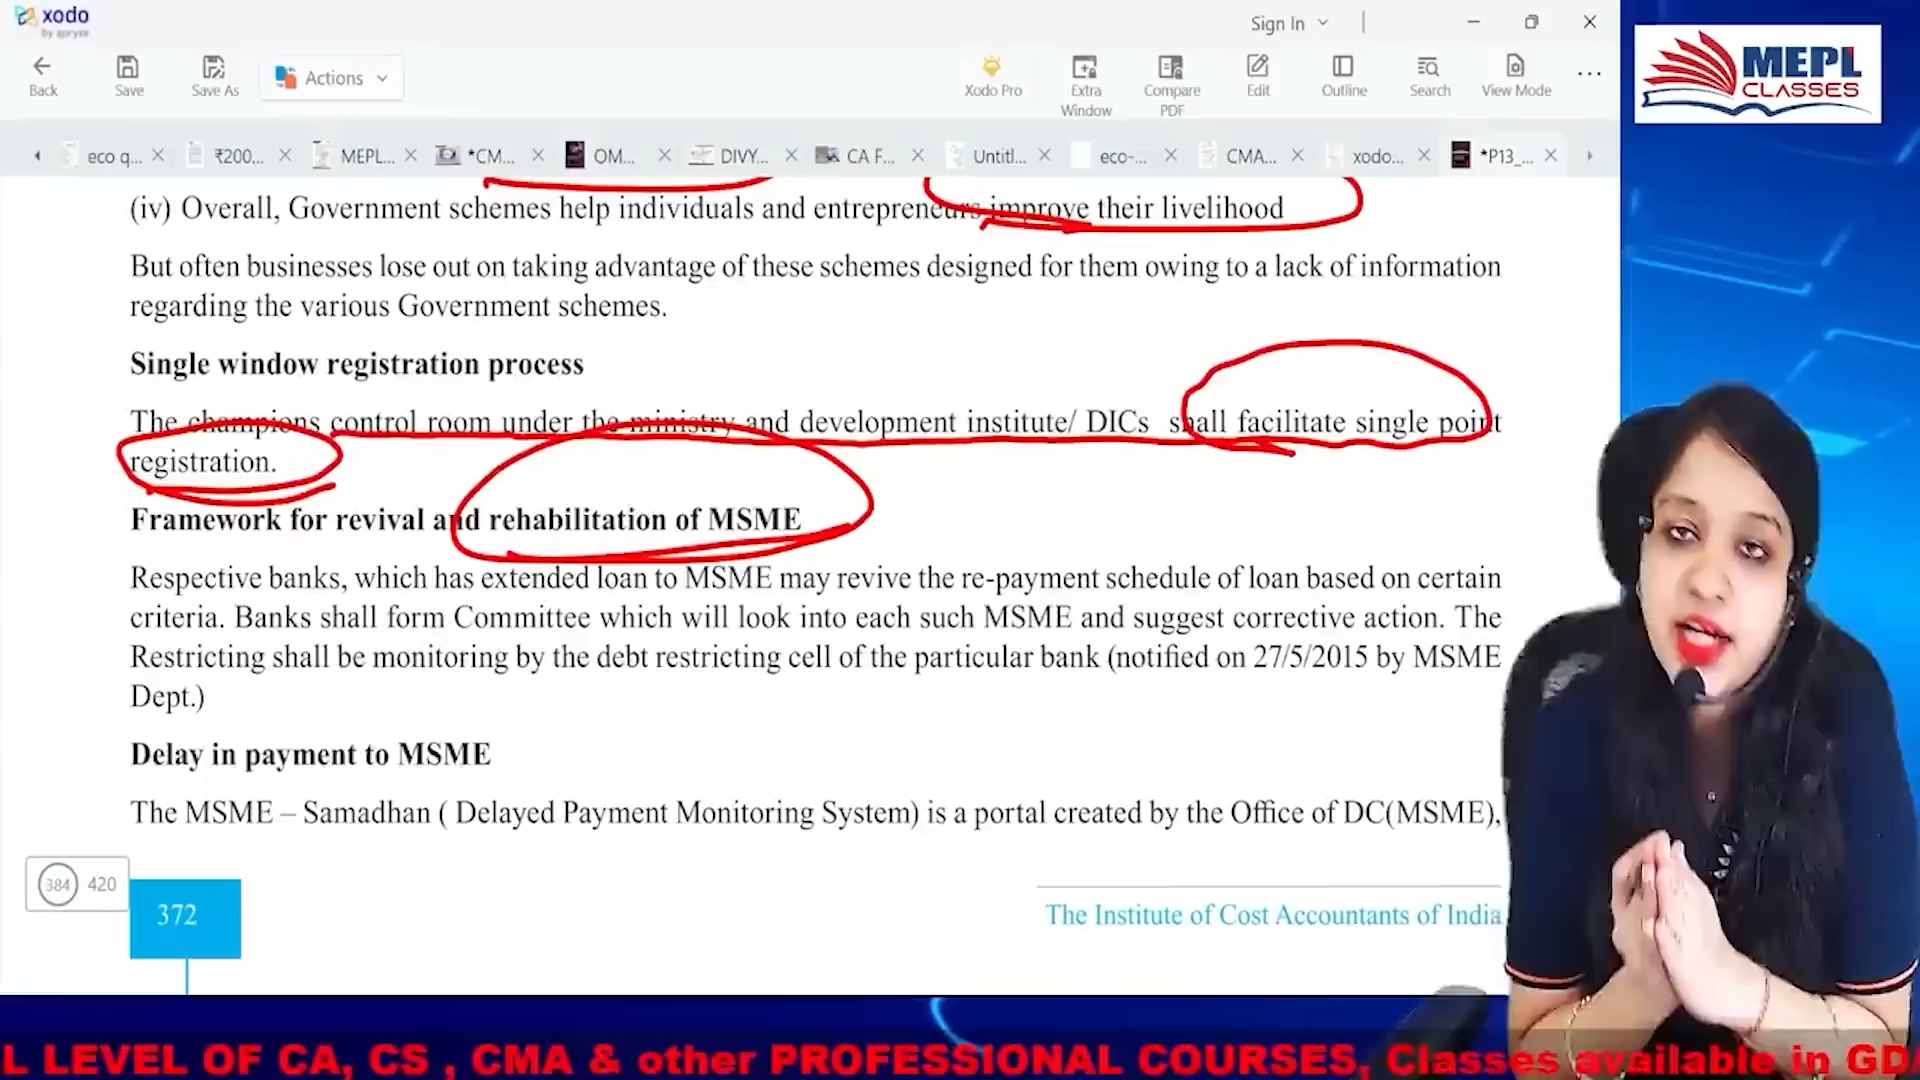 xodo
by apryse
Sign In
Back
Save
Save As
Actions
Xodo Pro
Extra Window
Compare PDF
Edit
Outline
Search
View Mode
eco q...
₹200...
MEPL...
*CM...
OM...
DIVY...
CA F...
Untitl...
eco-...
CMA...
xodo...
*P13_...
MEPL
CLASSES
(iv) Overall, Government schemes help individuals and entrepreneurs improve their livelihood
But often businesses lose out on taking advantage of these schemes designed for them owing to a lack of information
regarding the various Government schemes.
Single window registration process
The champions control room under the ministry and development institute/ DICs shall facilitate single point
registration.
Framework for revival and rehabilitation of MSME
Respective banks, which has extended loan to MSME may revive the re-payment schedule of loan based on certain
criteria. Banks shall form Committee which will look into each such MSME and suggest corrective action. The
Restricting shall be monitoring by the debt restricting cell of the particular bank (notified on 27/5/2015 by MSME
Dept.)
Delay in payment to MSME
The MSME – Samadhan ( Delayed Payment Monitoring System) is a portal created by the Office of DC(MSME),
384 420
372
The Institute of Cost Accountants of India
L LEVEL OF CA, CS , CMA & other PROFESSIONAL COURSES, Classes available in GD